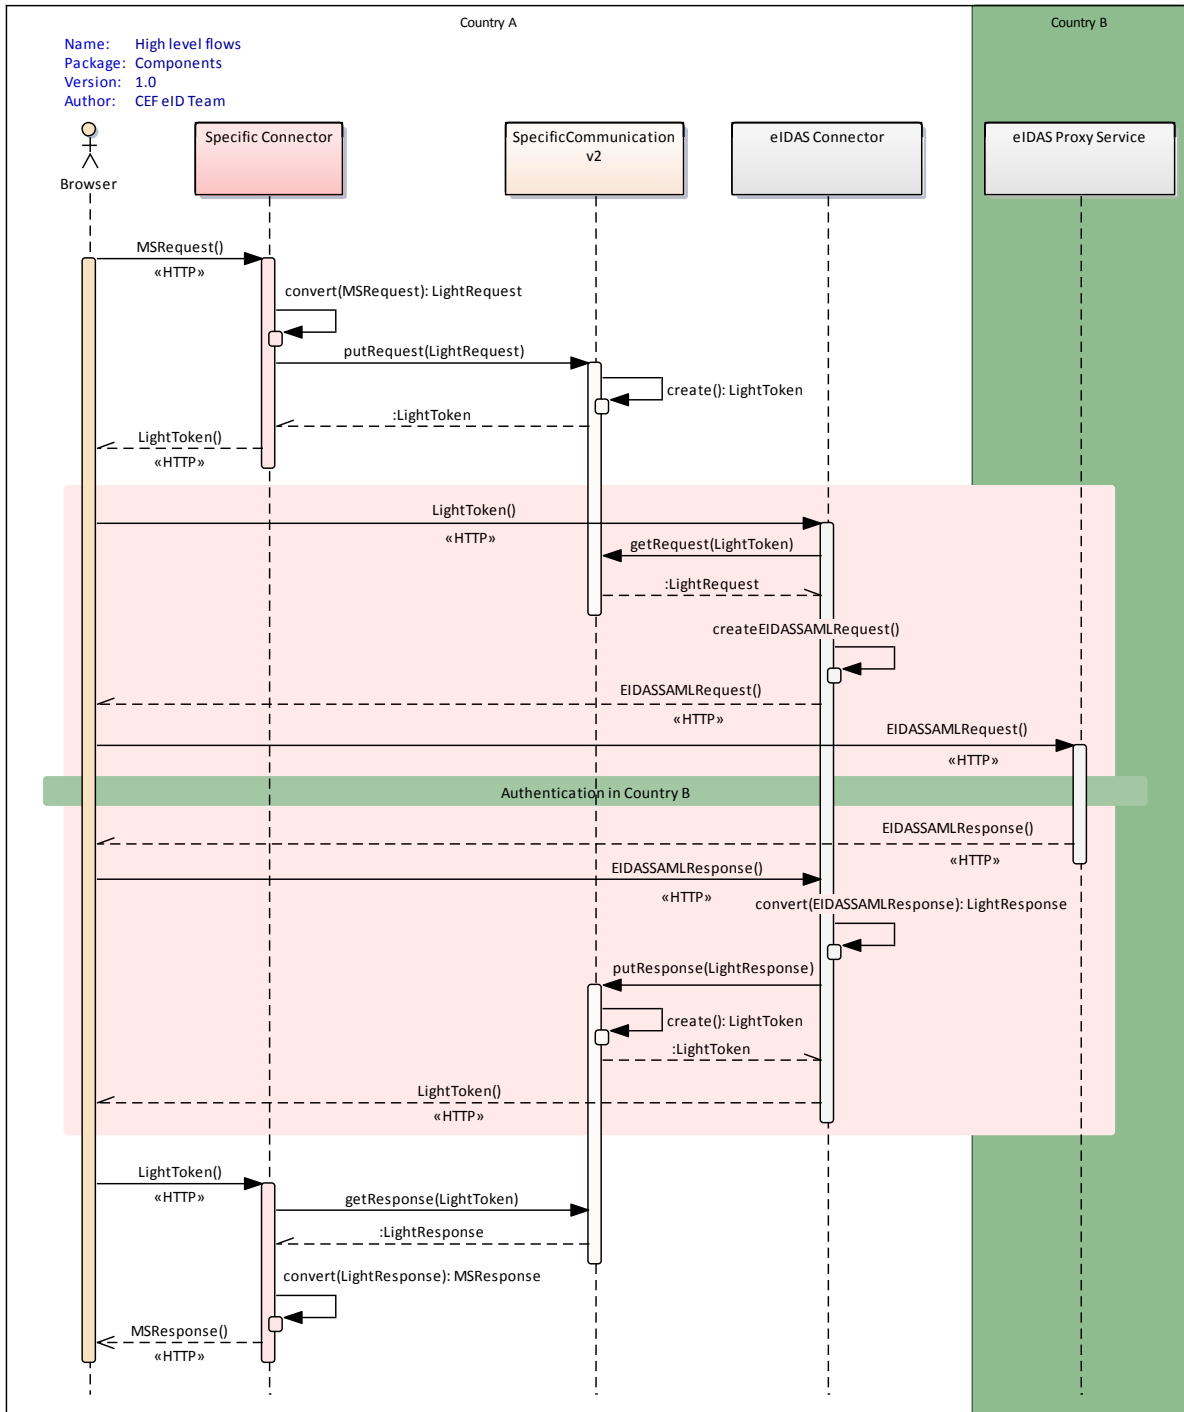 Country A
Country B
Name: High level flows
Package: Components
Version: 1.0
Author: CEF eID Team
Browser
Specific Connector
SpecificCommunication
v2
eIDAS Connector
eIDAS Proxy Service
MSRequest()
«HTTP»
convert(MSRequest): LightRequest
putRequest(LightRequest)
create(): LightToken
:LightToken
LightToken()
«HTTP»
LightToken()
«HTTP»
getRequest(LightToken)
:LightRequest
createEIDASSAMLRequest()
EIDASSAMLRequest()
«HTTP»
EIDASSAMLRequest()
«HTTP»
Authentication in Country B
EIDASSAMLResponse()
«HTTP»
EIDASSAMLResponse()
«HTTP»
convert(EIDASSAMLResponse): LightResponse
putResponse(LightResponse)
create(): LightToken
:LightToken
LightToken()
«HTTP»
LightToken()
«HTTP»
getResponse(LightToken)
:LightResponse
convert(LightResponse): MSResponse
MSResponse()
«HTTP»